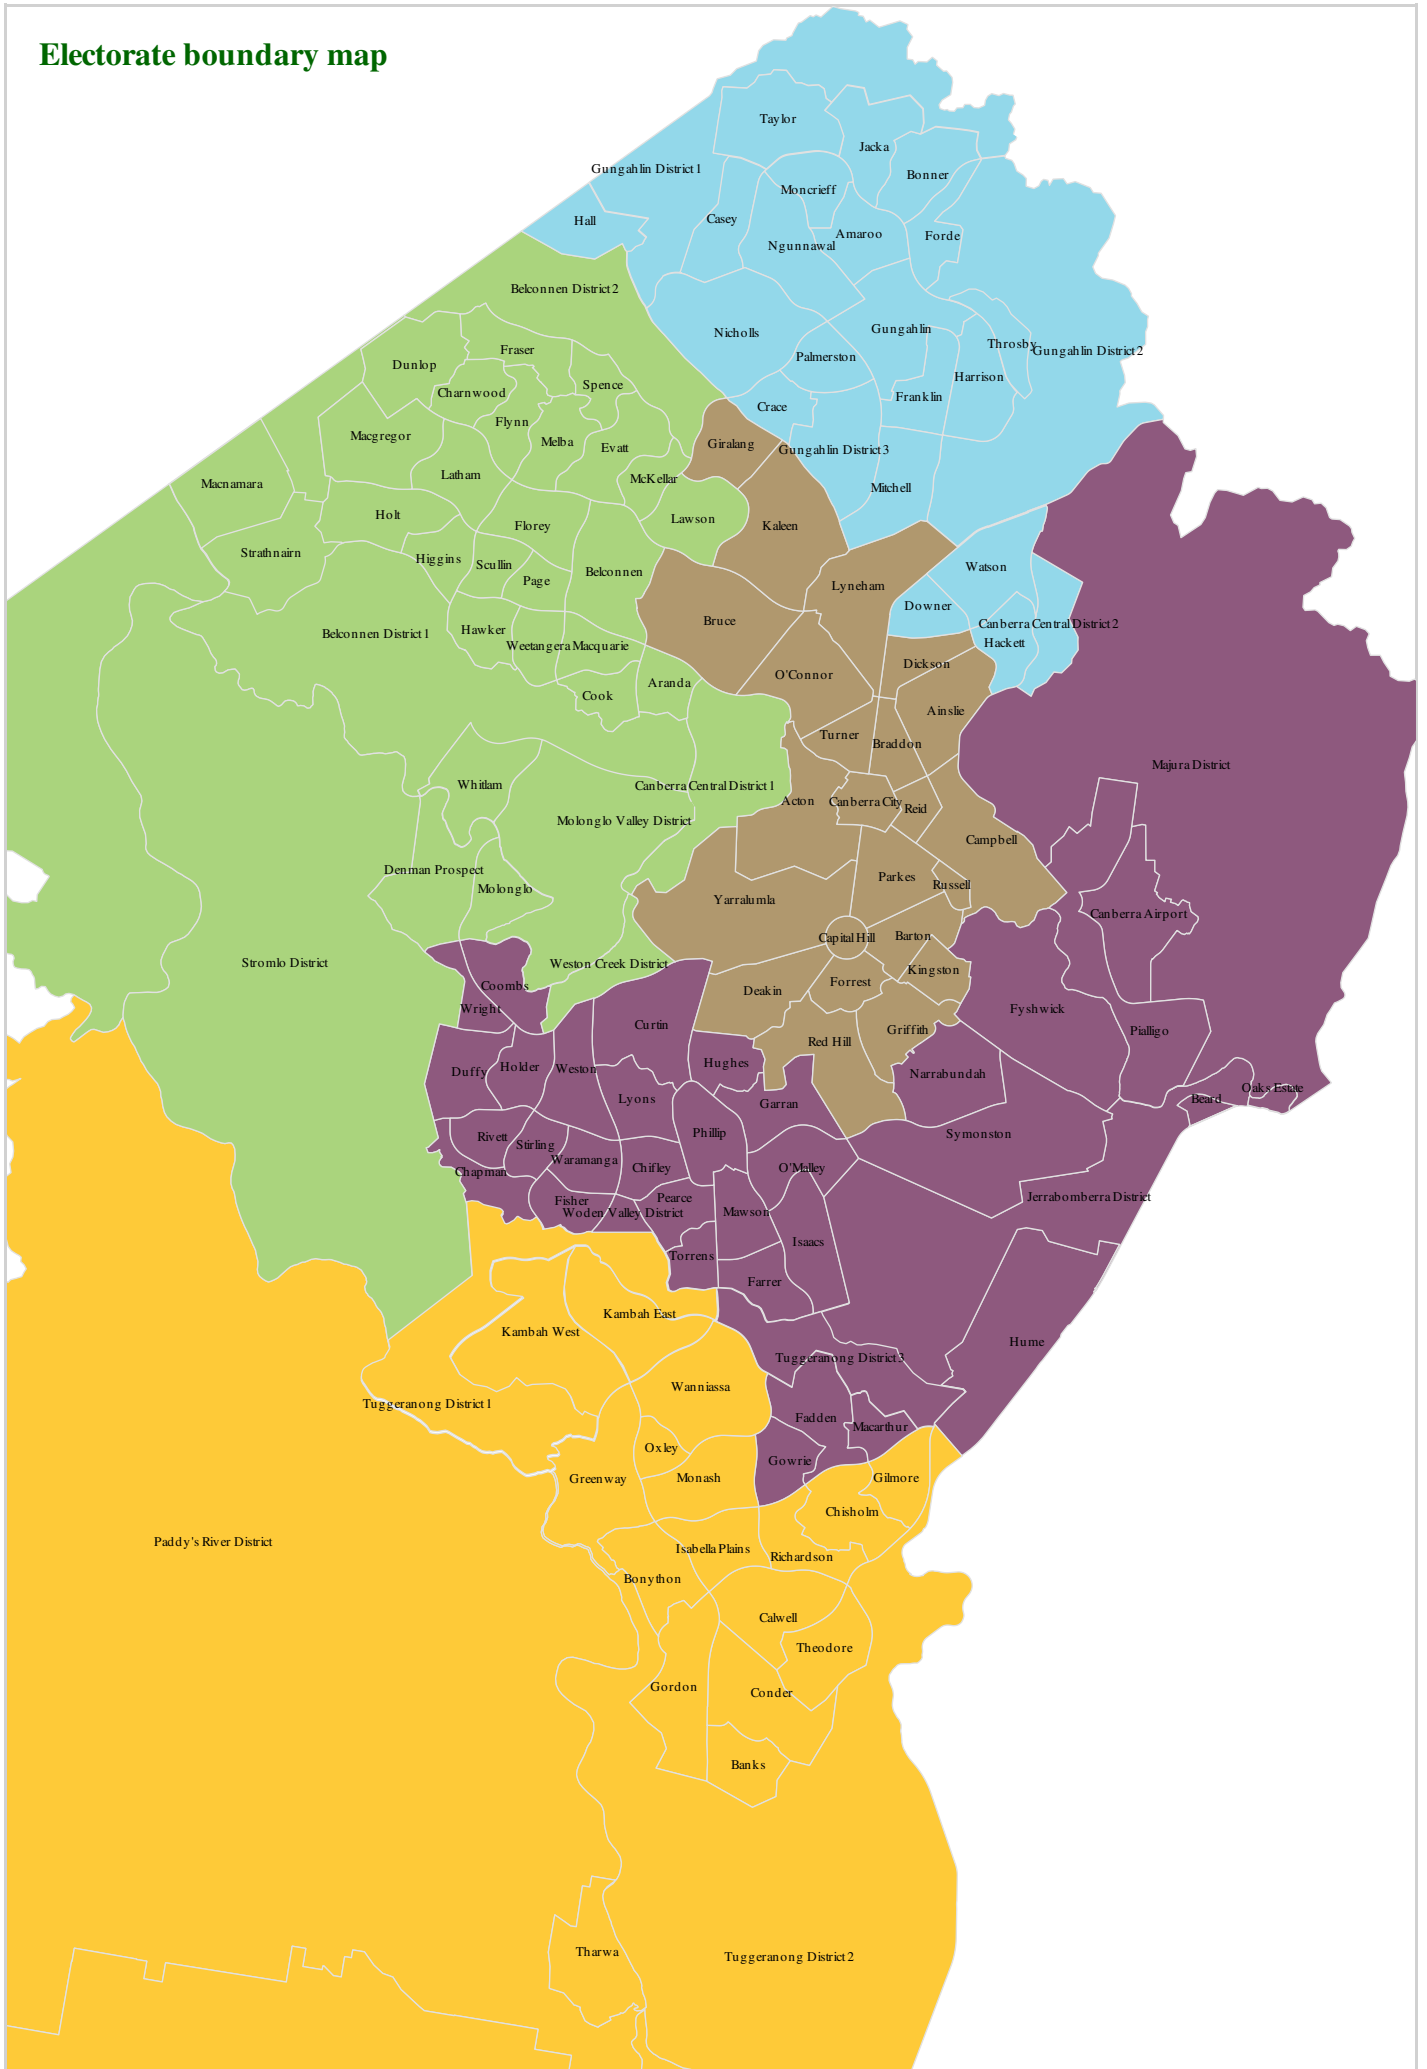 Electorate boundary map
Taylor
Jacka
Gungahlin District 1
Bonner
Moncrieff
Hall
Casey
Amaroo
Forde
Ngunnawal
Belconnen District 2
Nicholls
Gungahlin
Throsby
Gungahlin District 2
Fraser
Palmerston
Dunlop
Harrison
Spence
Charnwood
Franklin
Crace
Flynn
Macgregor
Melba
Giralang
Evatt
Gungahlin District 3
Latham
McKellar
Macnamara
Mitchell
Holt
Lawson
Florey
Kaleen
Strathnairn
Higgins
Scullin
Watson
Belconnen
Page
Lyneham
Downer
Bruce
Canberra Central District 2
Hawker
Belconnen District 1
Hackett
Weetangera
Macquarie
Dickson
O'Connor
Aranda
Cook
Ainslie
Turner
Braddon
Majura District
Whitlam
Canberra Central District 1
Acton
Canberra City
Reid
Molonglo Valley District
Campbell
Denman Prospect
Parkes
Russell
Molonglo
Yarralumla
Canberra Airport
Barton
Capital Hill
Stromlo District
Weston Creek District
Kingston
Forrest
Coombs
Deakin
Wright
Fyshwick
Curtin
Griffith
Pialligo
Red Hill
Hughes
Holder
Weston
Duffy
Narrabundah
Oaks Estate
Lyons
Beard
Garran
Phillip
Symonston
Rivett
Stirling
Waramanga
Chifley
O'Malley
Chapman
Pearce
Jerrabomberra District
Fisher
Woden Valley District
Mawson
Isaacs
Torrens
Farrer
Kambah East
Kambah West
Hume
Tuggeranong District 3
Wanniassa
Tuggeranong District 1
Fadden
Macarthur
Oxley
Gowrie
Greenway
Monash
Gilmore
Chisholm
Paddy's River District
Isabella Plains
Richardson
Bonython
Calwell
Theodore
Gordon
Conder
Banks
Tharwa
Tuggeranong District 2